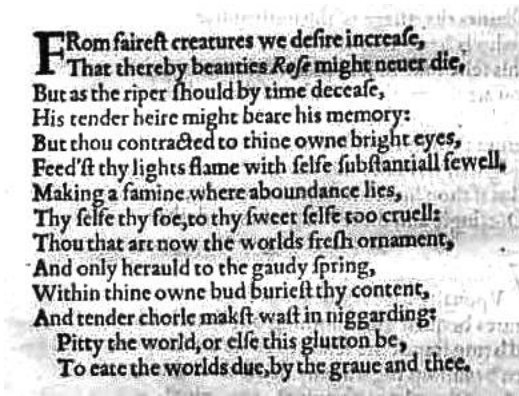 FRom faireſt creatures we deſire increaſe,
That thereby beauties Roſe might neuer die,
But as the riper ſhould by time deceaſe,
His tender heire might beare his memory:
But thou contracted to thine owne bright eyes,
Feed'ſt thy lights flame with ſelfe ſubſtantiall fewell,
Making a famine where aboundance lies,
Thy ſelfe thy foe,to thy ſweet ſelfe too cruell:
Thou that art now the worlds freſh ornament,
And only herauld to the gaudy ſpring,
Within thine owne bud burieſt thy content,
And tender chorle makſt waſt in niggarding:
Pitty the world,or elſe this glutton be,
To eate the worlds due,by the graue and thee.